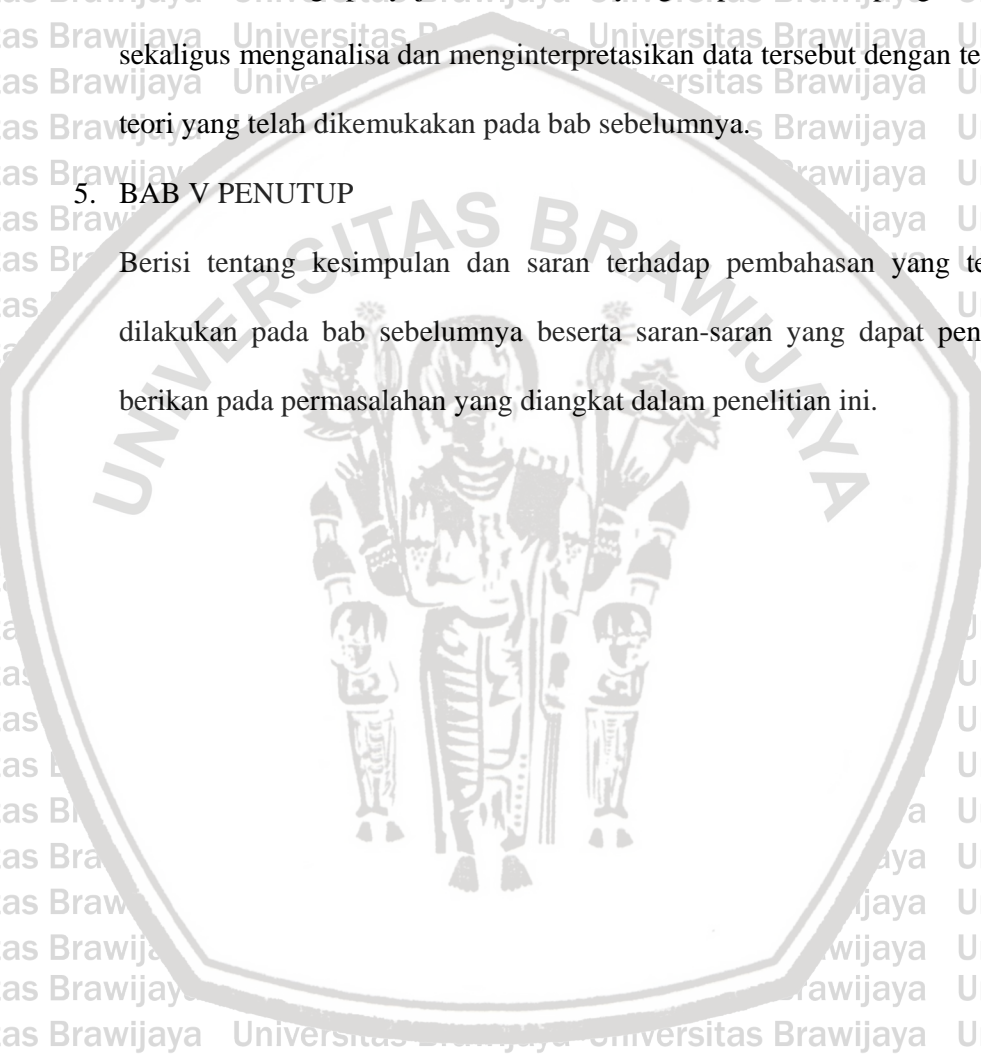 sekaligus menganalisa dan menginterpretasikan data tersebut dengan te
teori yang telah dikemukakan pada bab sebelumnya.
5. BAB V PENUTUP
Berisi tentang kesimpulan dan saran terhadap pembahasan yang te
dilakukan pada bab sebelumnya beserta saran-saran yang dapat pen
berikan pada permasalahan yang diangkat dalam penelitian ini.
UNIVERSITAS BRAWIJAYA